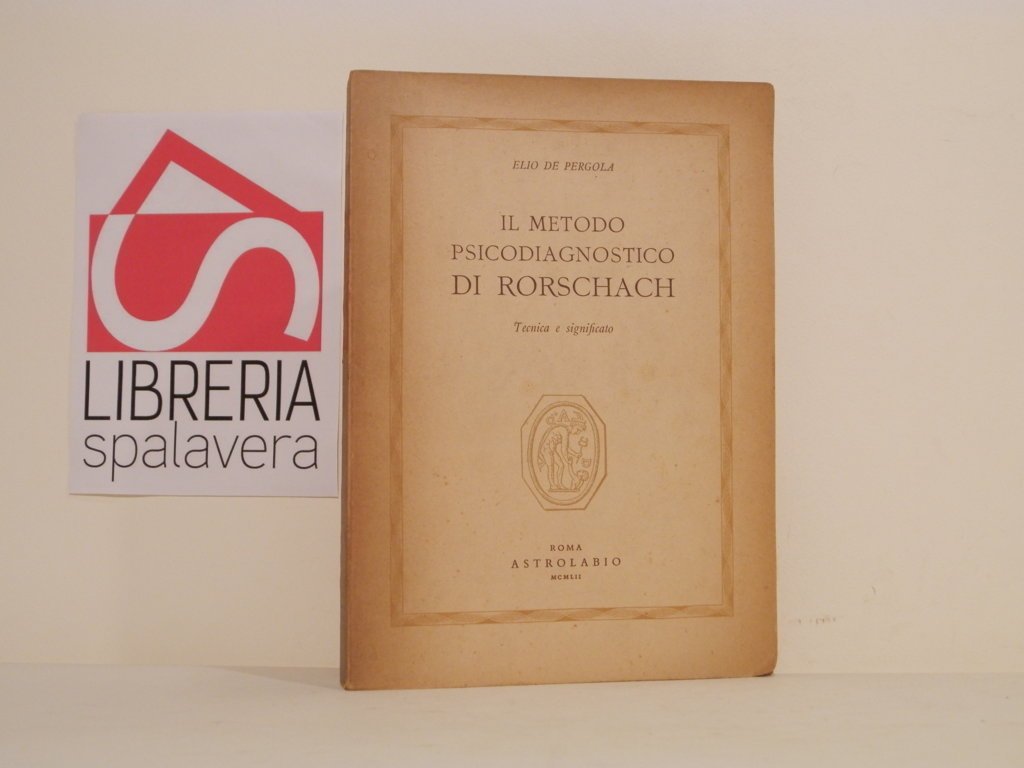 LIBRERIA
spalavera
ELIO DE PERGOLA
IL METODO
PSICODIAGNOSTICO
DI RORSCHACH
Tecnica e significato
ROMA
ASTROLABIO
MCMLII